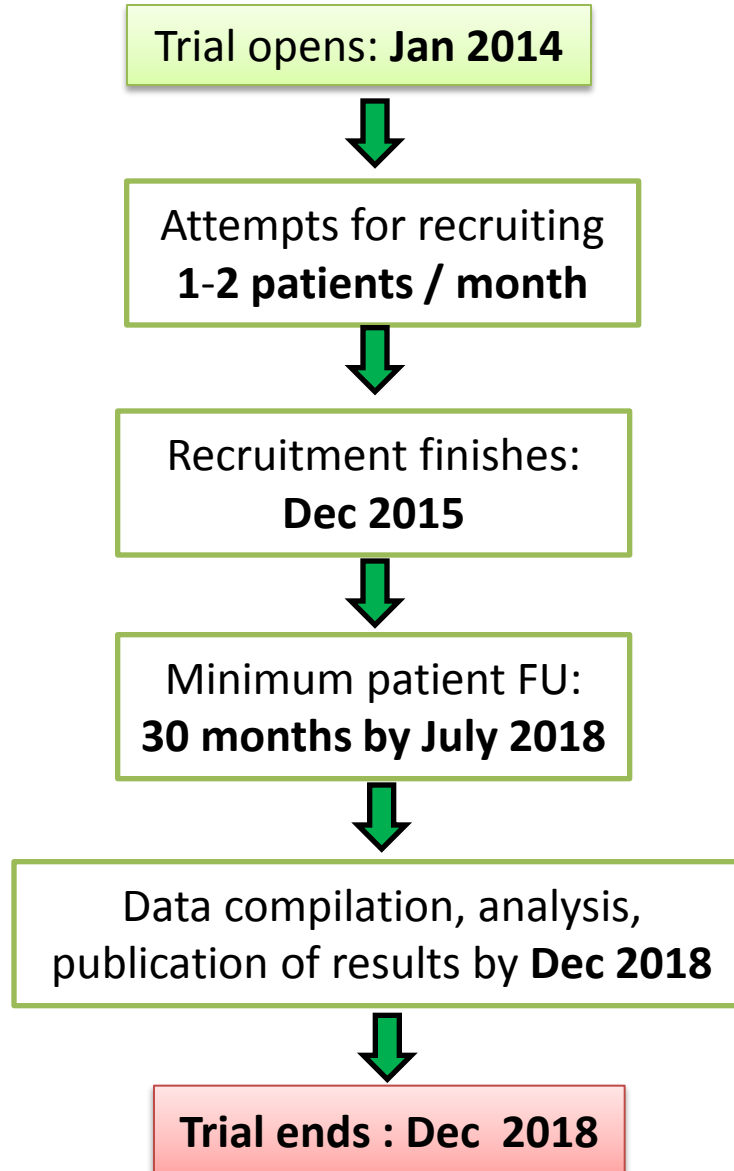 Trial opens: Jan 2014
Attempts for recruiting
1-2 patients / month
Recruitment finishes:
Dec 2015
Minimum patient FU:
30 months by July 2018
Data compilation, analysis,
publication of results by Dec 2018
Trial ends : Dec  2018